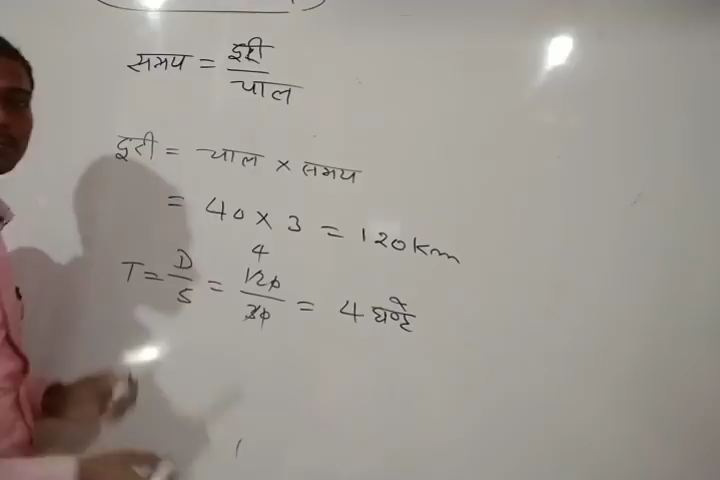 समय = दूरी / चाल
दूरी = चाल × समय
= 40 × 3 = 120km
T = D / S = 120 / 30 = 4 घण्टे
4